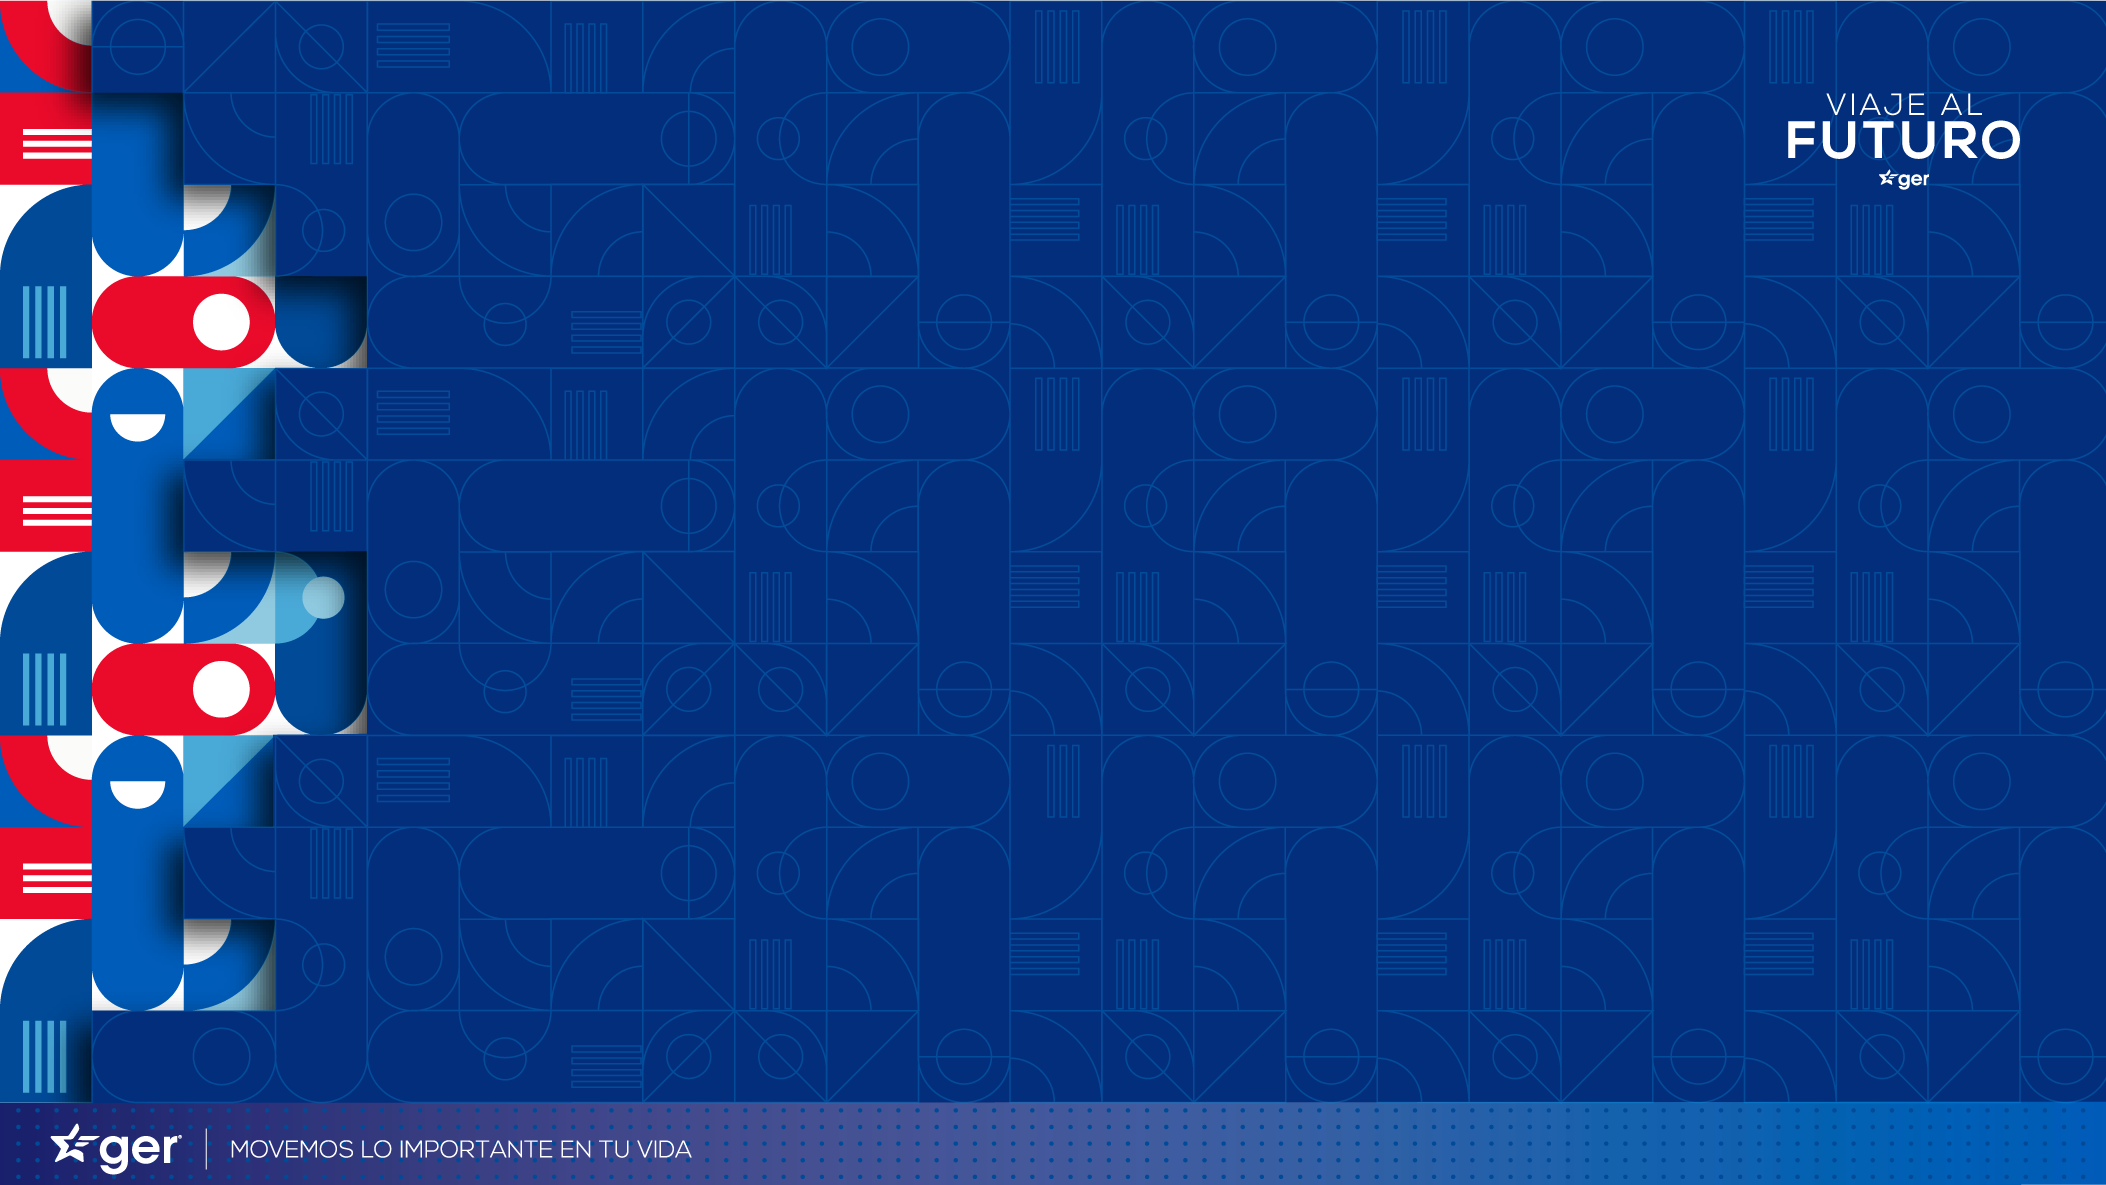 VIAJE AL
FUTURO
ger
ger
MOVEMOS LO IMPORTANTE EN TU VIDA